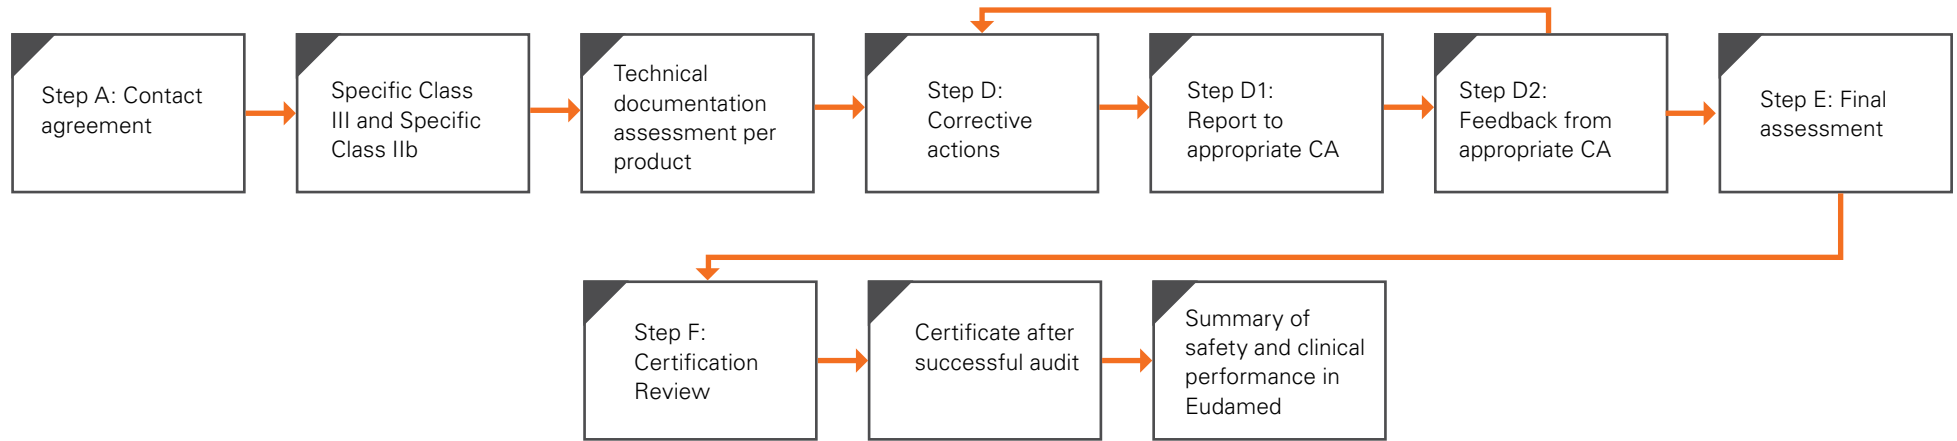 Step A: Contact
agreement
Specific Class
III and Specific
Class IIb
Technical
documentation
assessment per
product
Step D:
Corrective
actions
Step D1:
Report to
appropriate CA
Step D2:
Feedback from
appropriate CA
Step E: Final
assessment
Step F:
Certification
Review
Certificate after
successful audit
Summary of
safety and clinical
performance in
Eudamed